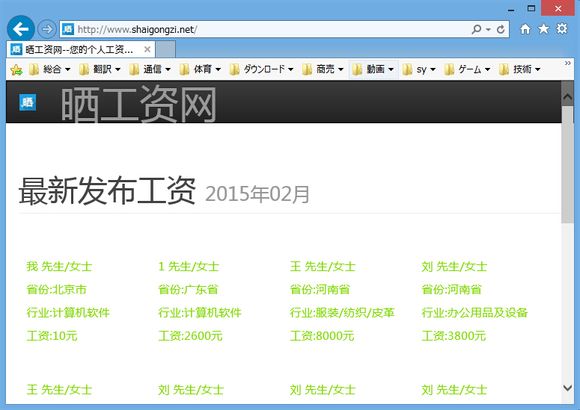 http://www.shaigongzi.net/
晒 晒工资网--您的个人工资...
総合 翻訳 通信 体育 ダウンロード 商売 動画 sy ゲーム 技術 »
晒 晒工资网
最新发布工资 2015年02月
我 先生/女士 1 先生/女士 王 先生/女士 刘 先生/女士
省份:北京市 省份:广东省 省份:河南省 省份:河南省
行业:计算机软件 行业:计算机软件 行业:服装/纺织/皮革 行业:办公用品及设备
工资:10元 工资:2600元 工资:8000元 工资:3800元
王 先生/女士 刘 先生/女士 刘 先生/女士 刘 先生/女士